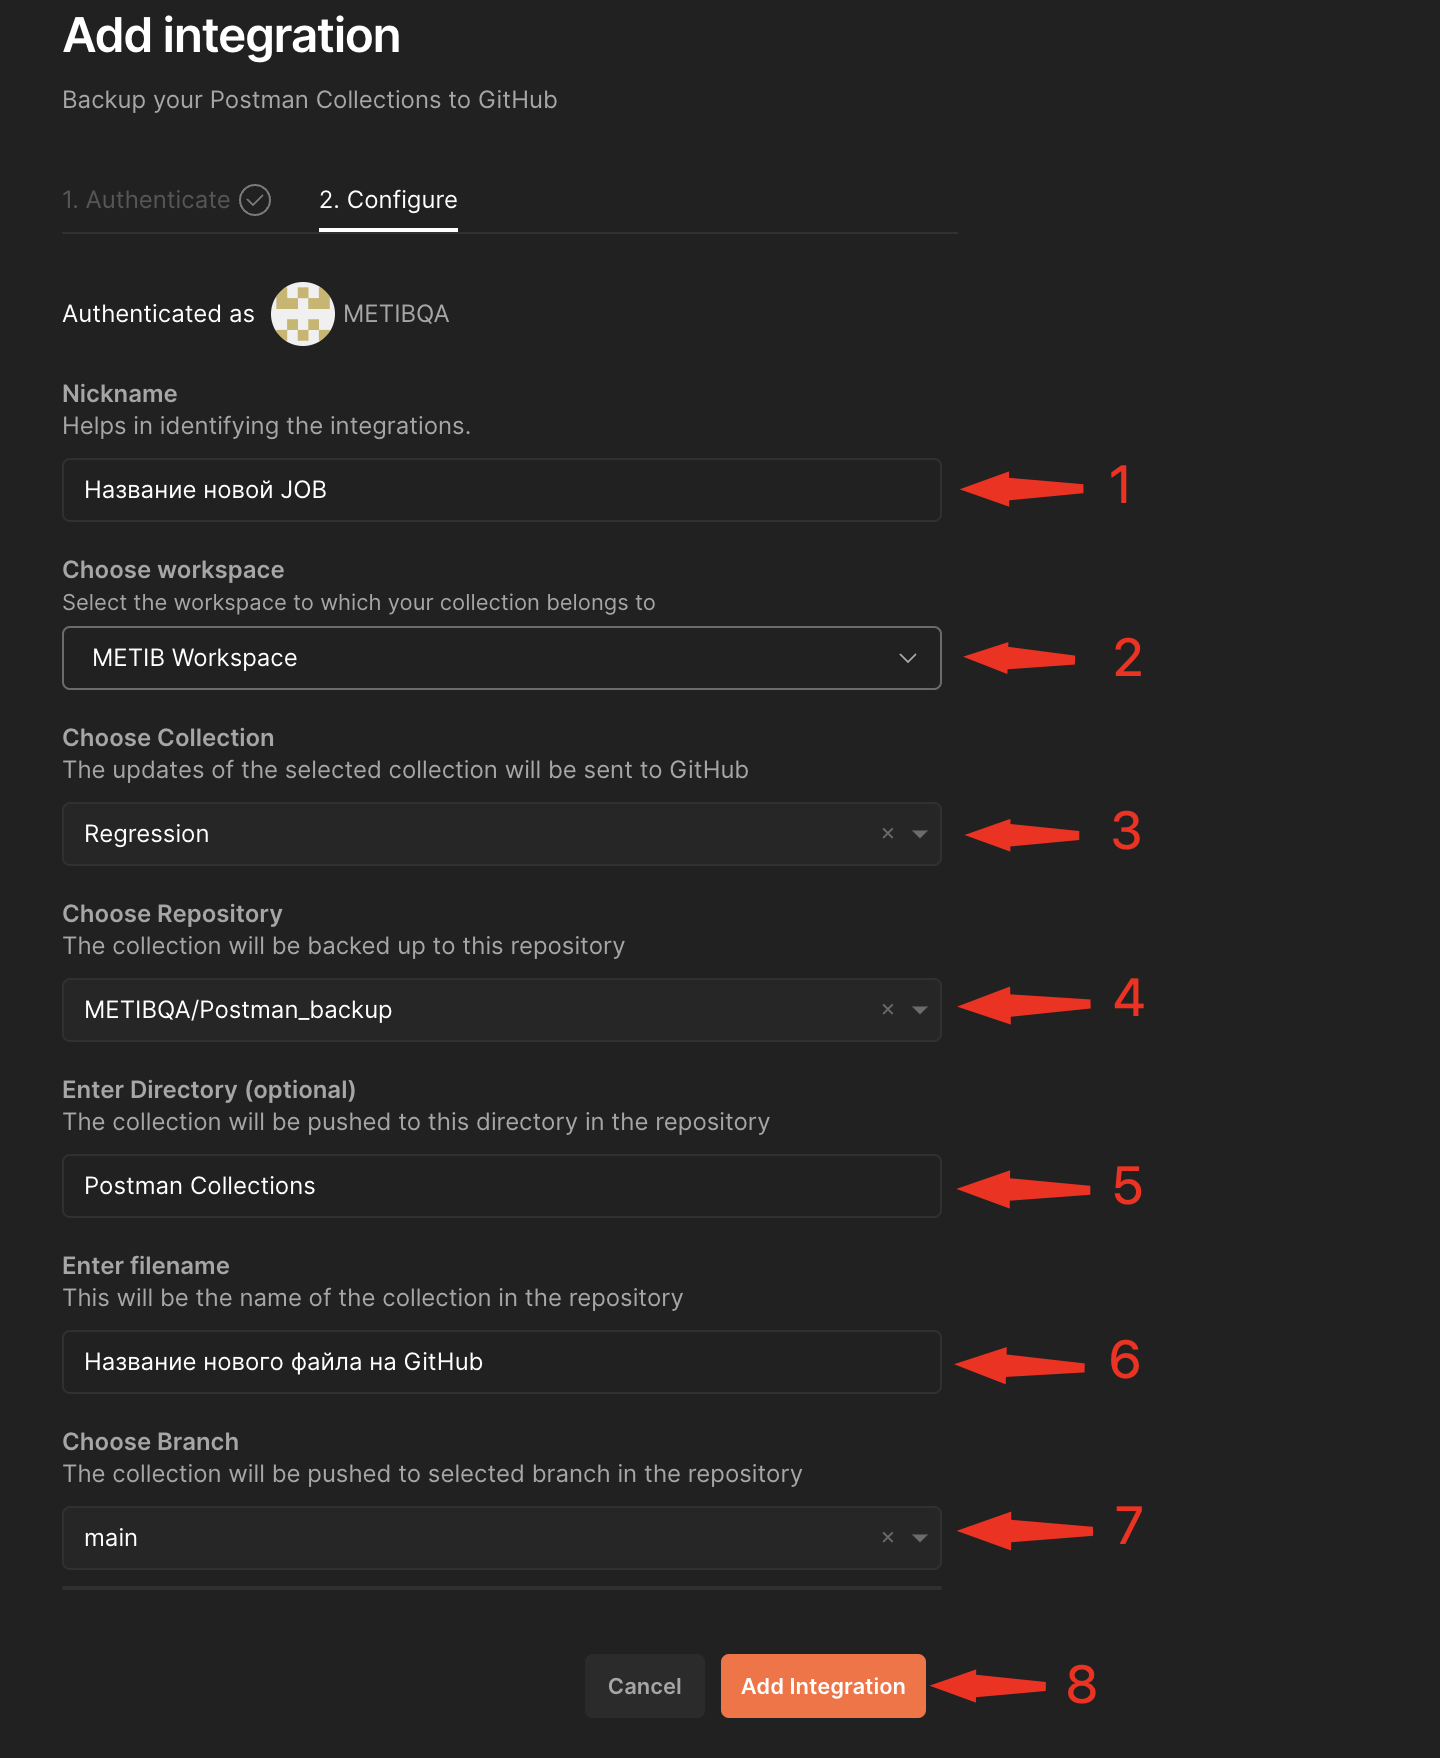 Add integration
Backup your Postman Collections to GitHub
1. Authenticate 2. Configure
Authenticated as METIBQA
Nickname
Helps in identifying the integrations.
Название новой JOB 1
Choose workspace
Select the workspace to which your collection belongs to
METIB Workspace 2
Choose Collection
The updates of the selected collection will be sent to GitHub
Regression 3
Choose Repository
The collection will be backed up to this repository
METIBQA/Postman_backup 4
Enter Directory (optional)
The collection will be pushed to this directory in the repository
Postman Collections 5
Enter filename
This will be the name of the collection in the repository
Название нового файла на GitHub 6
Choose Branch
The collection will be pushed to selected branch in the repository
main 7
Cancel Add Integration 8